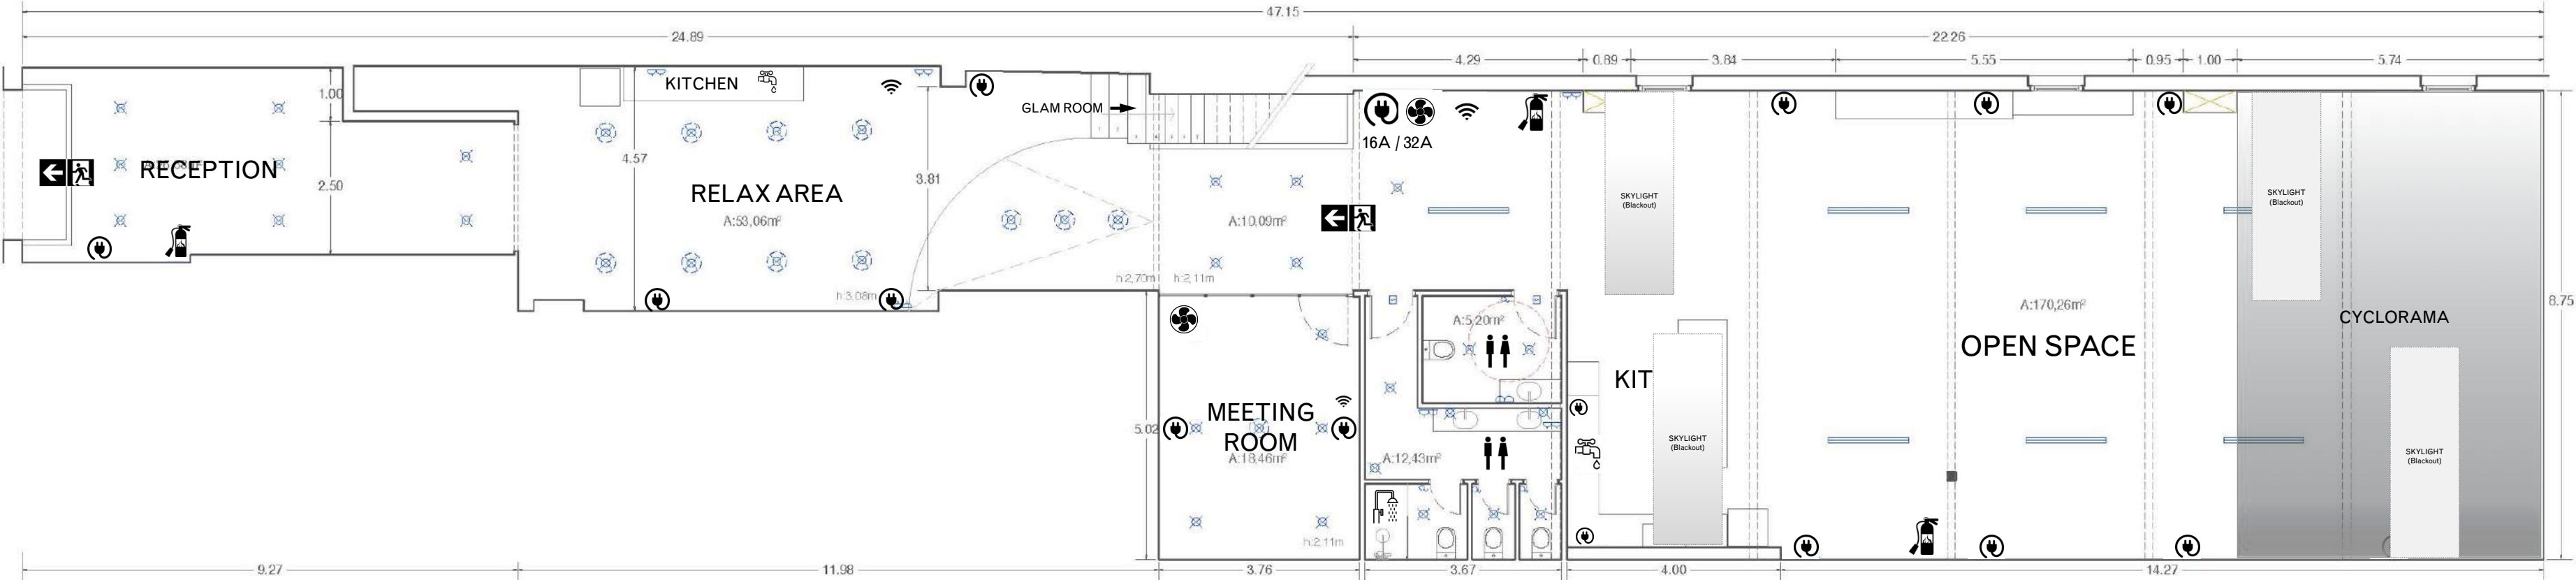 47.15
24.89
22.26
4.29
0.89
3.84
5.55
0.95
1.00
5.74
1.00
KITCHEN
GLAM ROOM
16A / 32A
4.57
RECEPTION
2.50
RELAX AREA
A:53,06m²
3.81
A:10.09m²
SKYLIGHT
(Blackout)
SKYLIGHT
(Blackout)
h:3,08m
h:2,70m
h:2,11m
A:170,26m²
8.75
CYCLORAMA
A:5,20m²
OPEN SPACE
KIT
MEETING
ROOM
A:18,46m²
5.02
A:12,43m²
SKYLIGHT
(Blackout)
SKYLIGHT
(Blackout)
h:2,11m
9.27
11.98
3.76
3.67
4.00
14.27